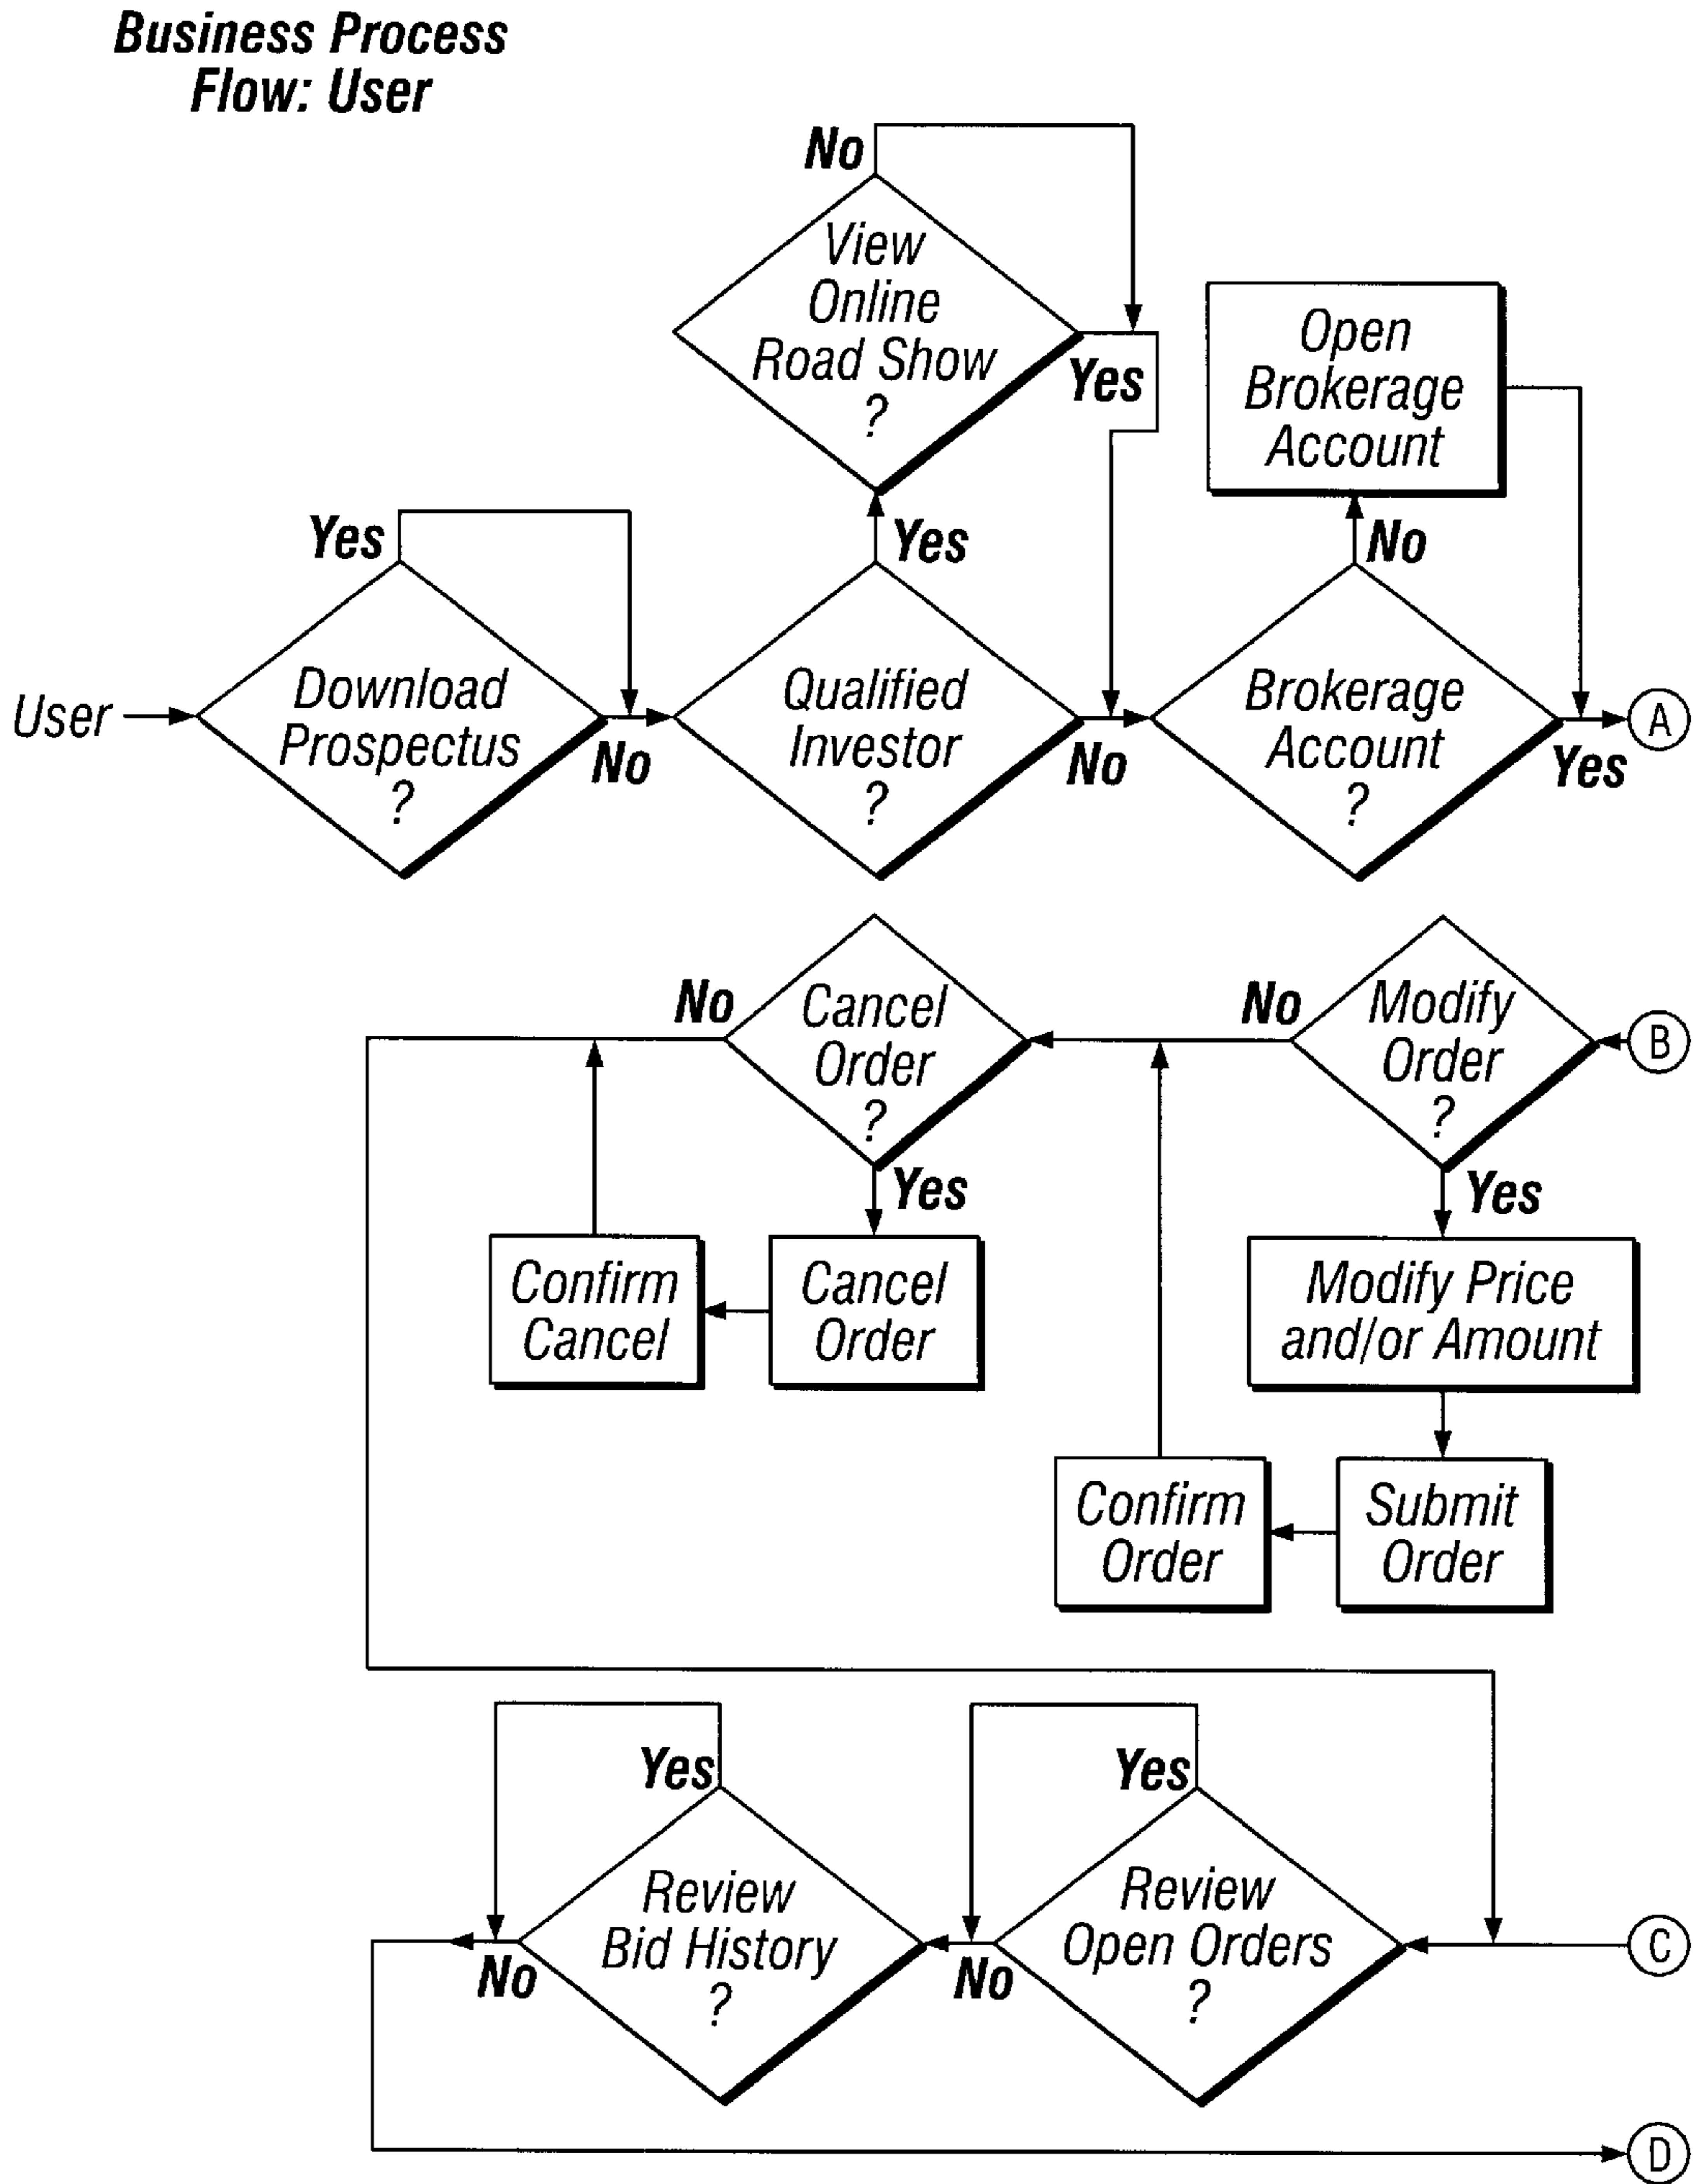 Business Process
Flow: User
No
View
Online
Road Show
?
Yes
Open
Brokerage
Account
Yes
Yes
No
User
Download
Prospectus
?
No
Qualified
Investor
?
No
Brokerage
Account
?
Yes
A
No
Cancel
Order
?
No
Modify
Order
?
B
Yes
Yes
Confirm
Cancel
Cancel
Order
Modify Price
and/or Amount
Confirm
Order
Submit
Order
Yes
Yes
Review
Bid History
?
No
Review
Open Orders
?
No
C
D